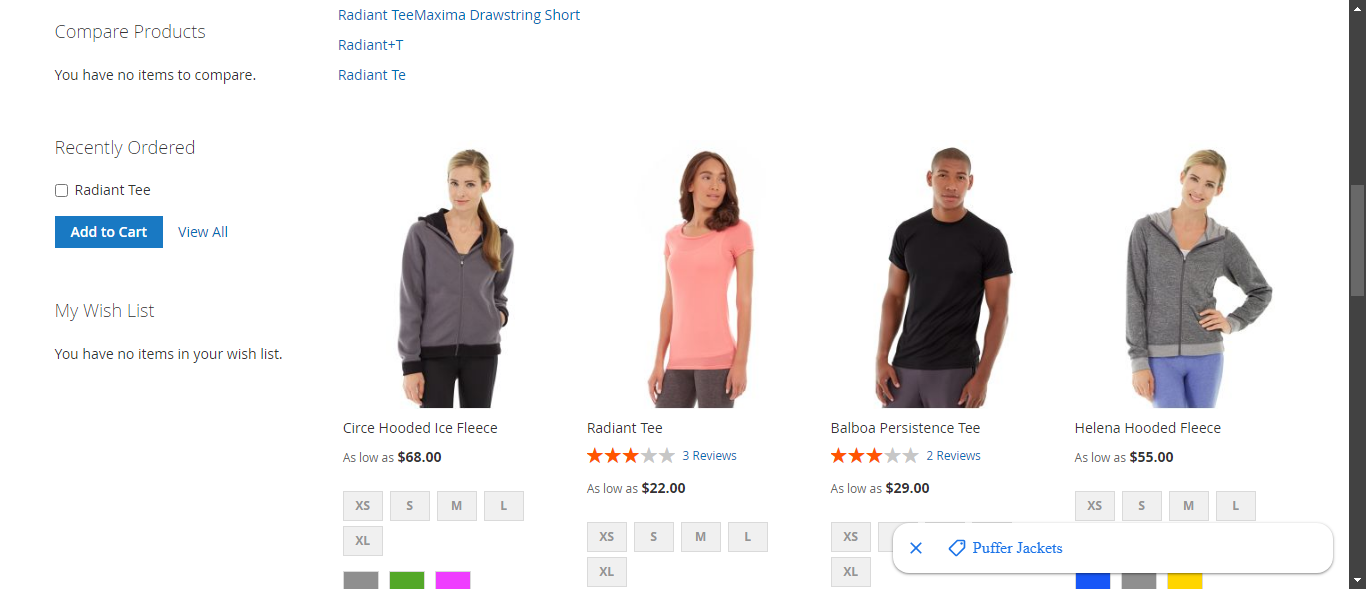 Compare Products
You have no items to compare.
Recently Ordered
Radiant Tee
Add to Cart View All
My Wish List
You have no items in your wish list.
Radiant TeeMaxima Drawstring Short
Radiant+T
Radiant Te
Circe Hooded Ice Fleece
As low as $68.00
XS S M L
XL
Radiant Tee
3 Reviews
As low as $22.00
XS S M L
XL
Balboa Persistence Tee
2 Reviews
As low as $29.00
XS
XL
Helena Hooded Fleece
As low as $55.00
XS S M L
Puffer Jackets